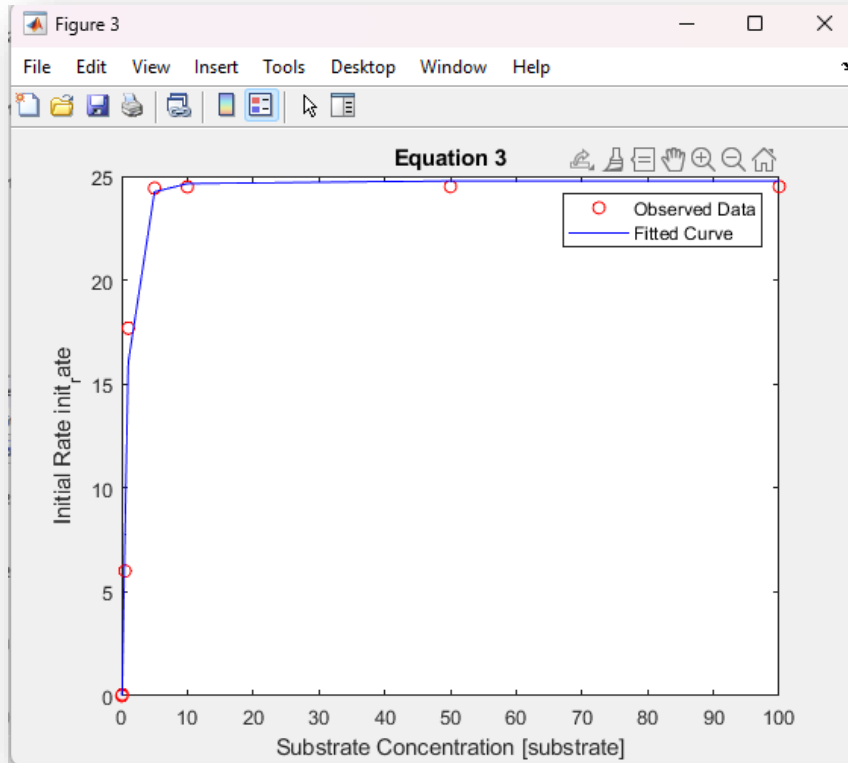 Figure 3
File Edit View Insert Tools Desktop Window Help
Equation 3
25
20
15
10
5
0
Initial Rate init_rate
Observed Data
Fitted Curve
0 10 20 30 40 50 60 70 80 90 100
Substrate Concentration [substrate]